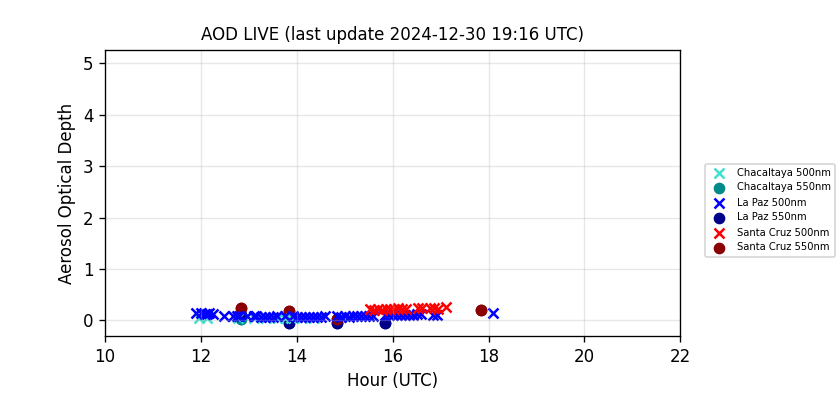 AOD LIVE (last update 2024-12-30 19:16 UTC)
Aerosol Optical Depth
5
4
3
2
1
0
10 12 14 16 18 20 22
Hour (UTC)
Chacaltaya 500nm
Chacaltaya 550nm
La Paz 500nm
La Paz 550nm
Santa Cruz 500nm
Santa Cruz 550nm